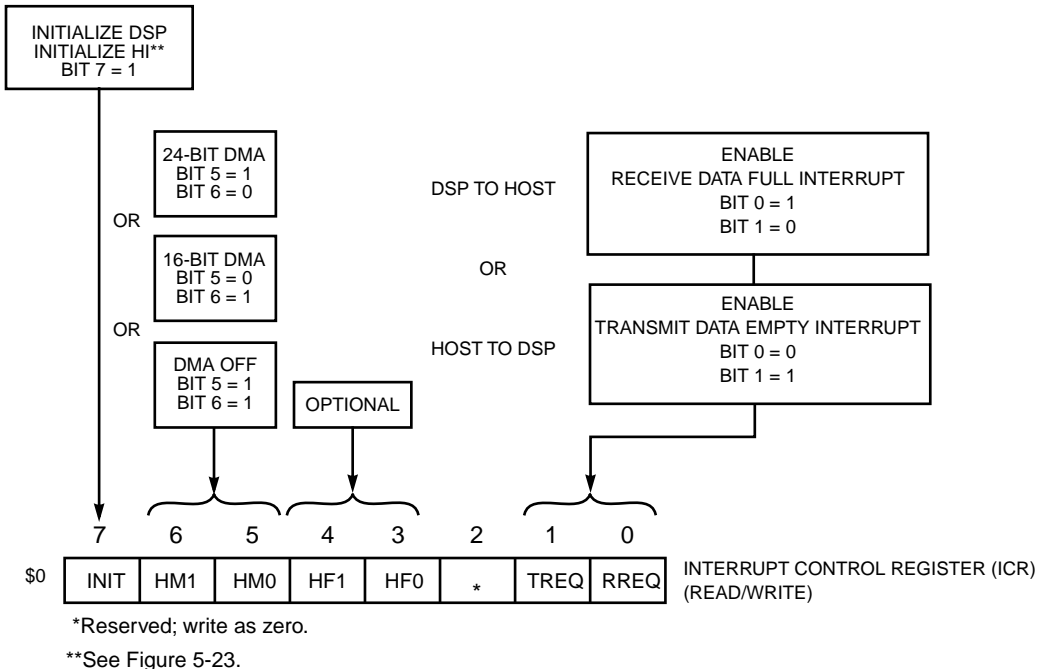 INITIALIZE DSP
INITIALIZE HI**
BIT 7 = 1
24-BIT DMA
BIT 5 = 1
BIT 6 = 0
OR
16-BIT DMA
BIT 5 = 0
BIT 6 = 1
OR
DMA OFF
BIT 5 = 1
BIT 6 = 1
OPTIONAL
DSP TO HOST
ENABLE
RECEIVE DATA FULL INTERRUPT
BIT 0 = 1
BIT 1 = 0
OR
HOST TO DSP
ENABLE
TRANSMIT DATA EMPTY INTERRUPT
BIT 0 = 0
BIT 1 = 1
7 6 5 4 3 2 1 0
$0 INIT HM1 HM0 HF1 HF0 * TREQ RREQ
INTERRUPT CONTROL REGISTER (ICR)
(READ/WRITE)
*Reserved; write as zero.
**See Figure 5-23.